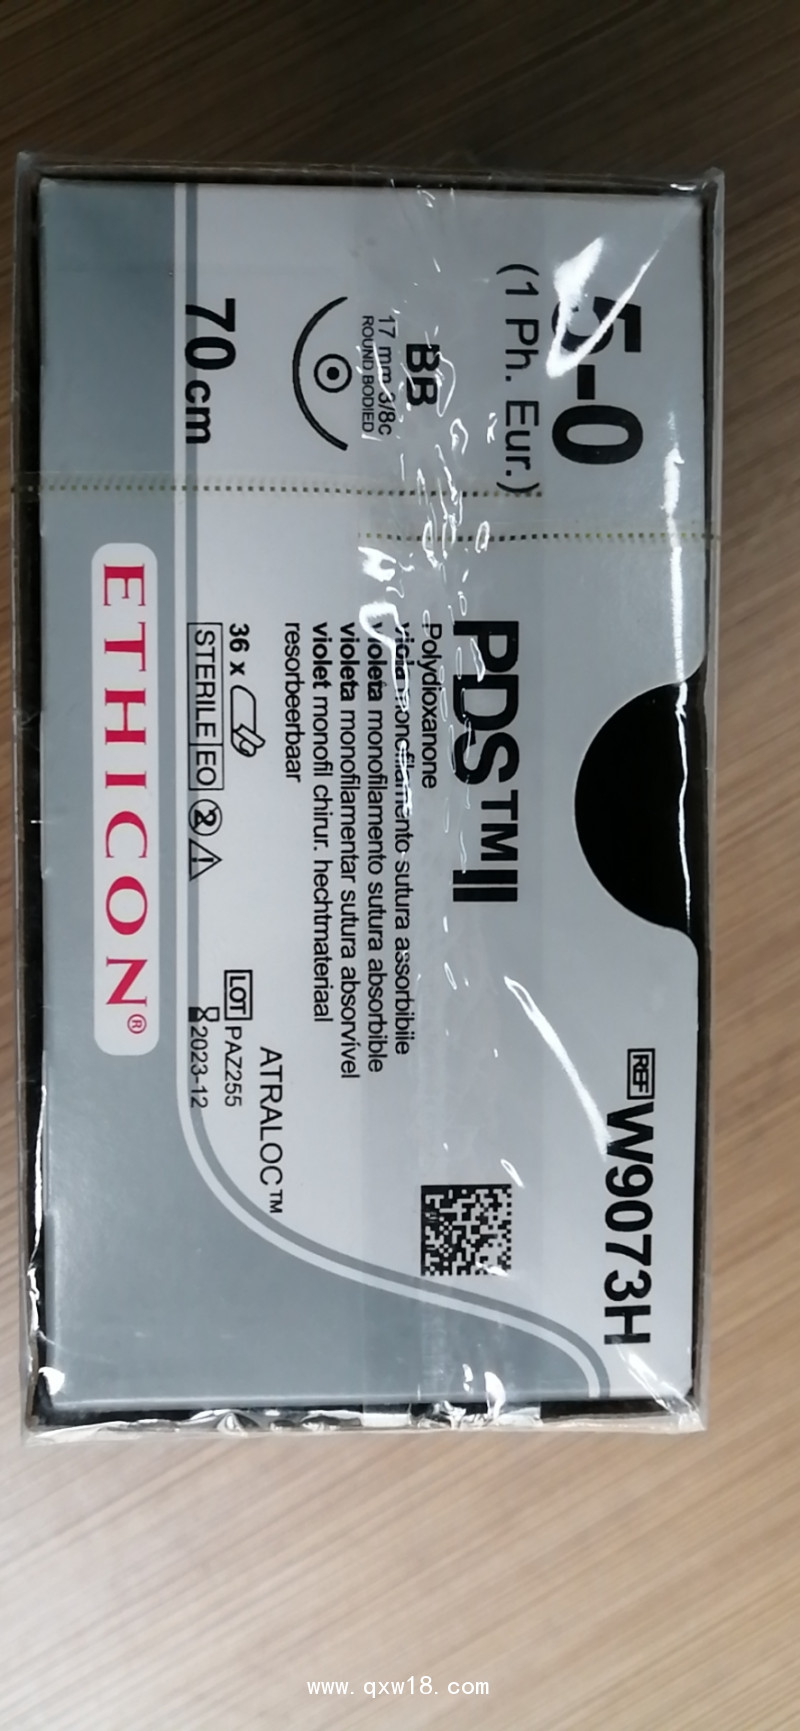 5-0
(1 Ph. Eur.)
BB
17 mm 3/8c
ROUND BODIED
70 cm
PDS™II
Polydioxanone
viola monofilamento sutura assorbibile
violeta monofilamento sutura absorbible
violeta monofilamentar sutura absorvível
violet monofil chirur. hechtmateriaal
resorbeerbaar
36 x
STERILE EO 2
REF W9073H
ATRALOC™
LOT PAZ255
2023-12
ETHICON®
www.qxw18.com